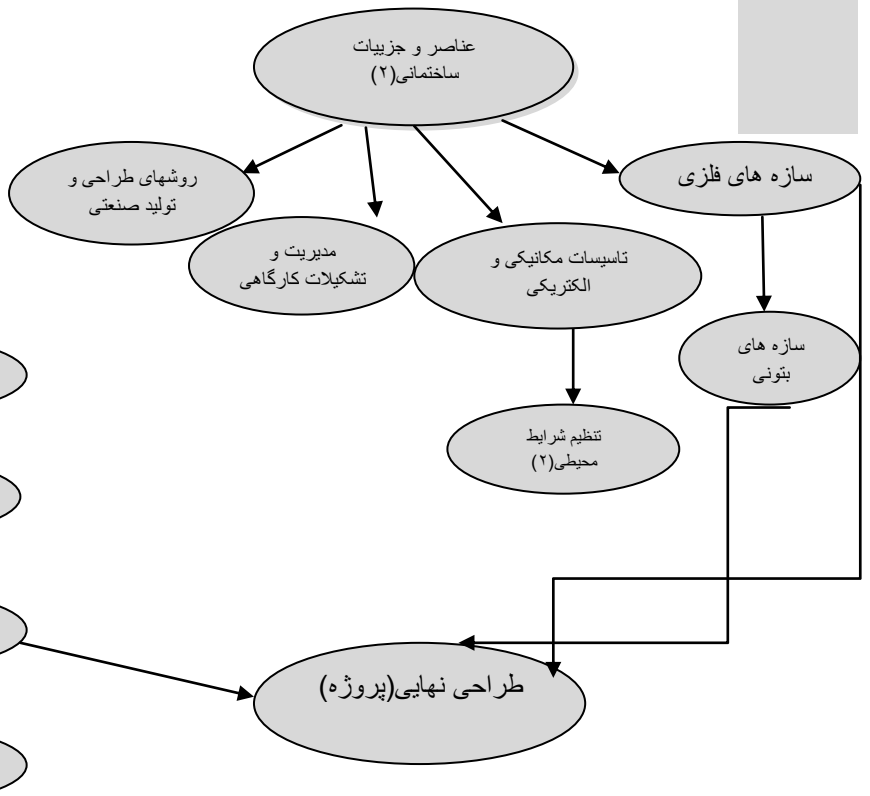 عناصر و جزییات
ساختمانی(۲)
سازه های فلزی
روشهای طراحی و
تولید صنعتی
مدیریت و
تشکیلات کارگاهی
تاسیسات مکانیکی و
الکتریکی
سازه های
بتونی
تنظیم شرایط
محیطی(۲)
طراحی نهایی(پروژه)